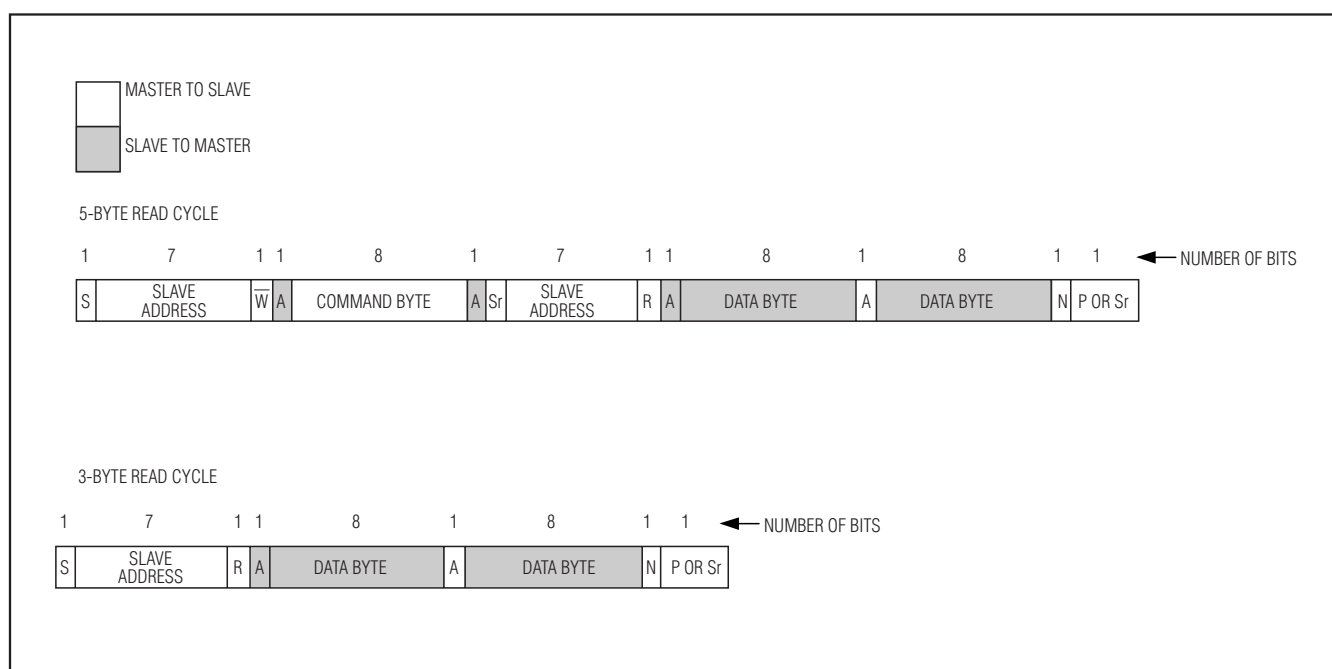 MASTER TO SLAVE
SLAVE TO MASTER
5-BYTE READ CYCLE
1 7 1 1 8 1 7 1 1 8 1 8 1 1 NUMBER OF BITS
S SLAVE ADDRESS W̅ A COMMAND BYTE A Sr SLAVE ADDRESS R A DATA BYTE A DATA BYTE N P OR Sr
3-BYTE READ CYCLE
1 7 1 1 8 1 8 1 1 NUMBER OF BITS
S SLAVE ADDRESS R A DATA BYTE A DATA BYTE N P OR Sr